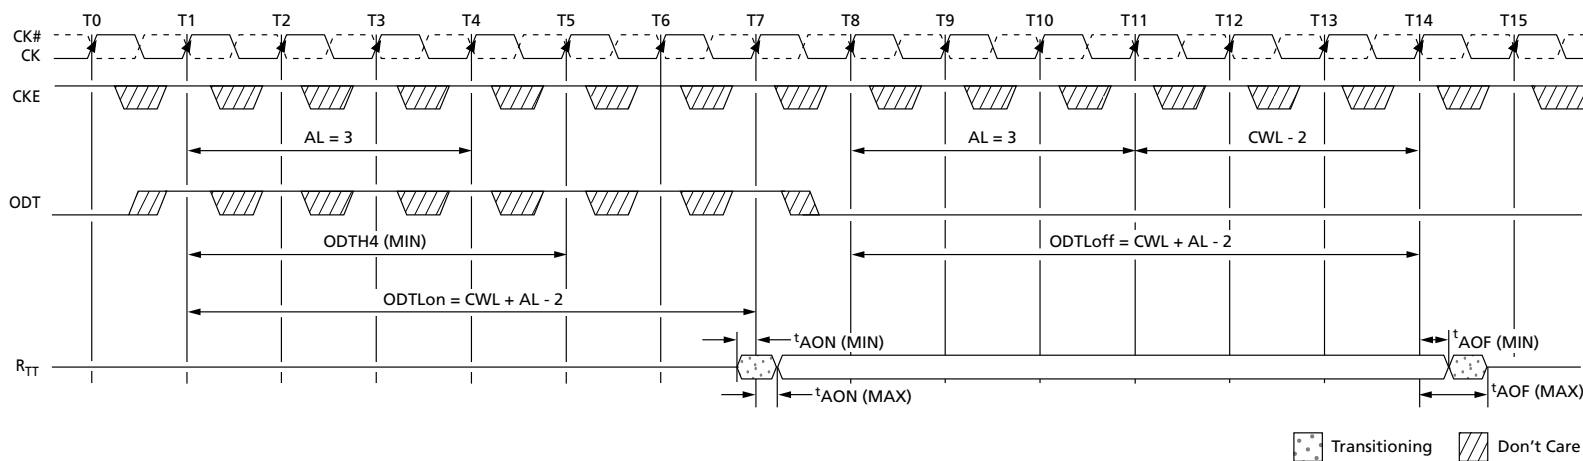 T0 T1 T2 T3 T4 T5 T6 T7 T8 T9 T10 T11 T12 T13 T14 T15
CK#
CK
CKE
AL = 3 AL = 3 CWL - 2
ODT
ODTH4 (MIN) ODTLoff = CWL + AL - 2
ODTLon = CWL + AL - 2
tAON (MIN) tAOF (MIN)
RTT
tAON (MAX) tAOF (MAX)
Transitioning Don't Care